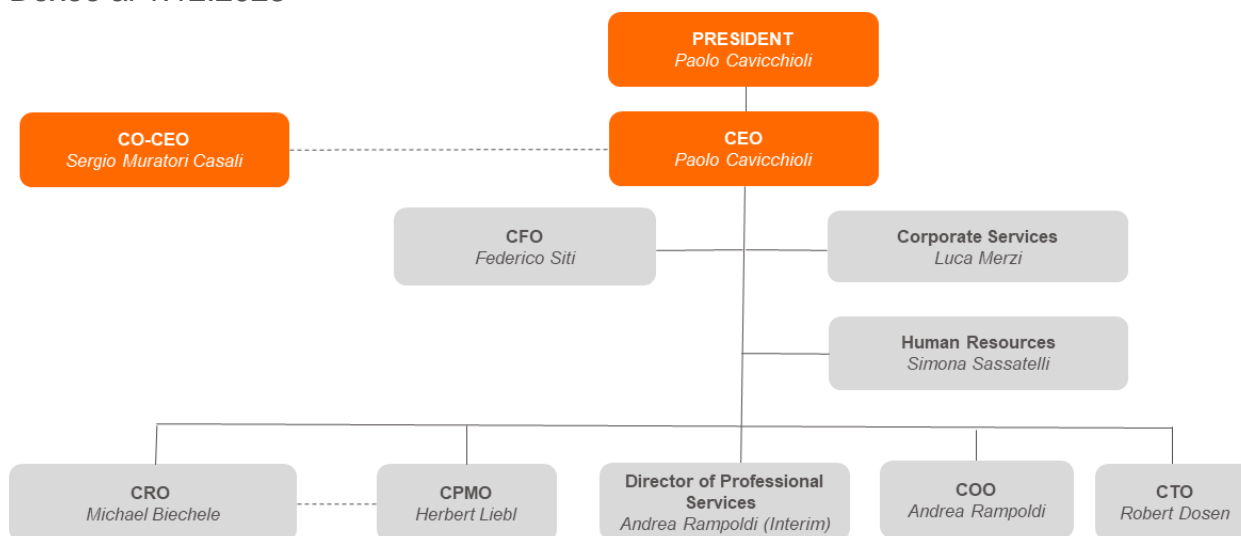 PRESIDENT
Paolo Cavicchioli
CO-CEO
Sergio Muratori Casali
CEO
Paolo Cavicchioli
CFO
Federico Siti
Corporate Services
Luca Merzi
Human Resources
Simona Sassatelli
CRO
Michael Biechele
CPMO
Herbert Liebl
Director of Professional
Services
Andrea Rampoldi (Interim)
COO
Andrea Rampoldi
CTO
Robert Dosen